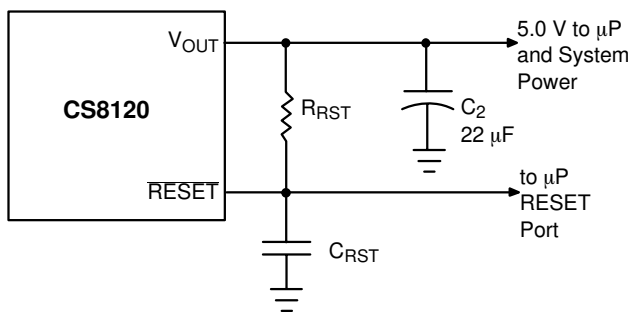 CS8120
VOUT
RESET
RRST
CRST
C2
22 μF
5.0 V to μP
and System
Power
to μP
RESET
Port